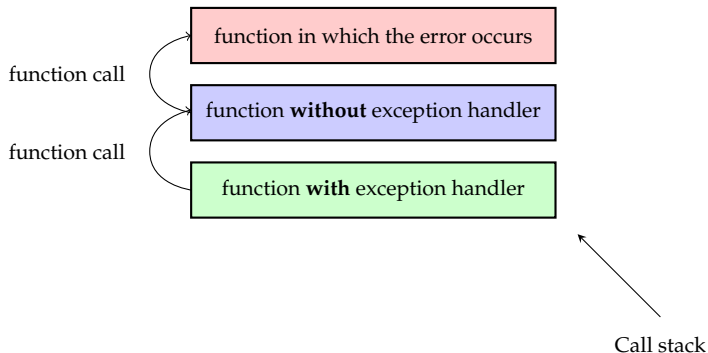 function in which the error occurs
function call
function without exception handler
function call
function with exception handler
Call stack